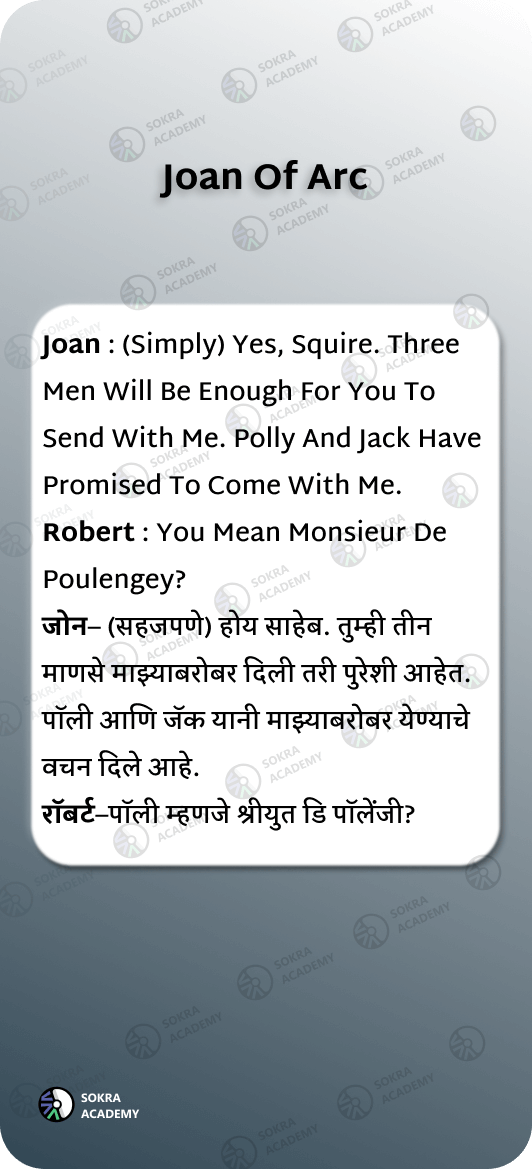 Joan Of Arc
Joan : (Simply) Yes, Squire. Three
Men Will Be Enough For You To
Send With Me. Polly And Jack Have
Promised To Come With Me.
Robert : You Mean Monsieur De
Poulengey?
जोन– (सहजपणे) होय साहेब. तुम्ही तीन
माणसे माझ्याबरोबर दिली तरी पुरेशी आहेत.
पॉली आणि जॅक यानी माझ्याबरोबर येण्याचे
वचन दिले आहे.
रॉबर्ट–पॉली म्हणजे श्रीयुत डि पॉलेंजी?
SOKRA
ACADEMY